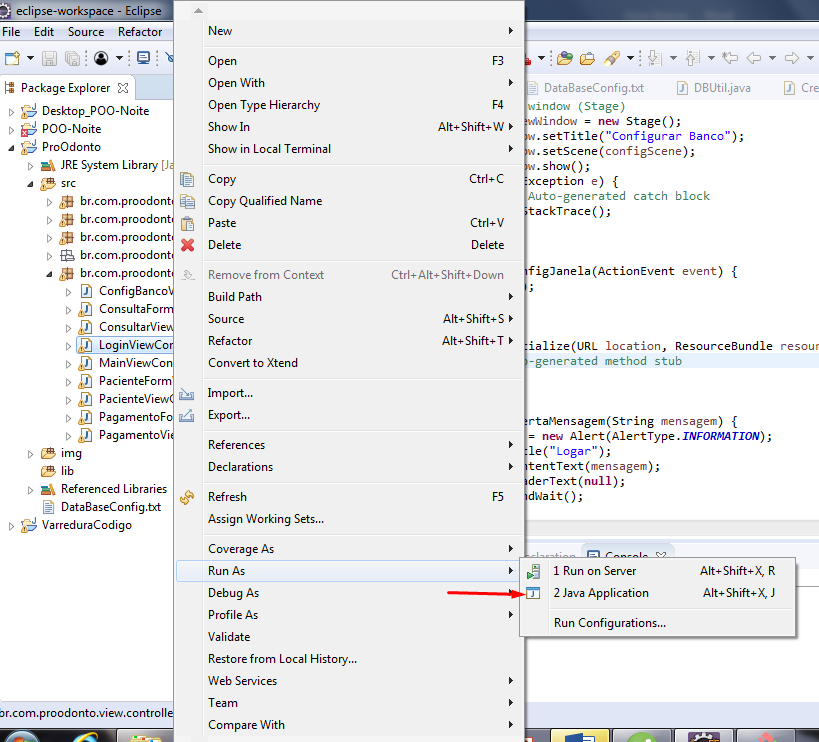 eclipse-workspace - Eclipse
File Edit Source Refactor
Package Explorer
Desktop_POO-Noite
POO-Noite
ProOdonto
JRE System Library [Ja
src
br.com.proodonto
br.com.proodonto
br.com.proodonto
br.com.proodonto
br.com.proodonto
ConfigBancoV
ConsultaForm
ConsultarView
LoginViewCor
MainViewCon
PacienteForm
PacienteViewC
PagamentoFo
PagamentoVie
img
lib
Referenced Libraries
DataBaseConfig.txt
VarreduraCodigo
br.com.proodonto.view.controlle
New
Open F3
Open With
Open Type Hierarchy F4
Show In Alt+Shift+W
Show in Local Terminal
Copy Ctrl+C
Copy Qualified Name
Paste Ctrl+V
Delete Delete
Remove from Context Ctrl+Alt+Shift+Down
Build Path
Source Alt+Shift+S
Refactor Alt+Shift+T
Convert to Xtend
Import...
Export...
References
Declarations
Refresh F5
Assign Working Sets...
Coverage As
Run As
Debug As
Profile As
Validate
Restore from Local History...
Web Services
Team
Compare With
DataBaseConfig.txt DBUtil.java Cre
window (Stage)
ewWindow = new Stage();
ow.setTitle("Configurar Banco");
ow.setScene(configScene);
ow.show();
Exception e) {
Auto-generated catch block
StackTrace();
nfigJanela(ActionEvent event) {
);
ialize(URL location, ResourceBundle resour
o-generated method stub
ertaMensagem(String mensagem) {
= new Alert(AlertType.INFORMATION);
tle("Logar");
ntentText(mensagem);
aderText(null);
ndWait();
claration Console
1 Run on Server Alt+Shift+X, R
2 Java Application Alt+Shift+X, J
Run Configurations...